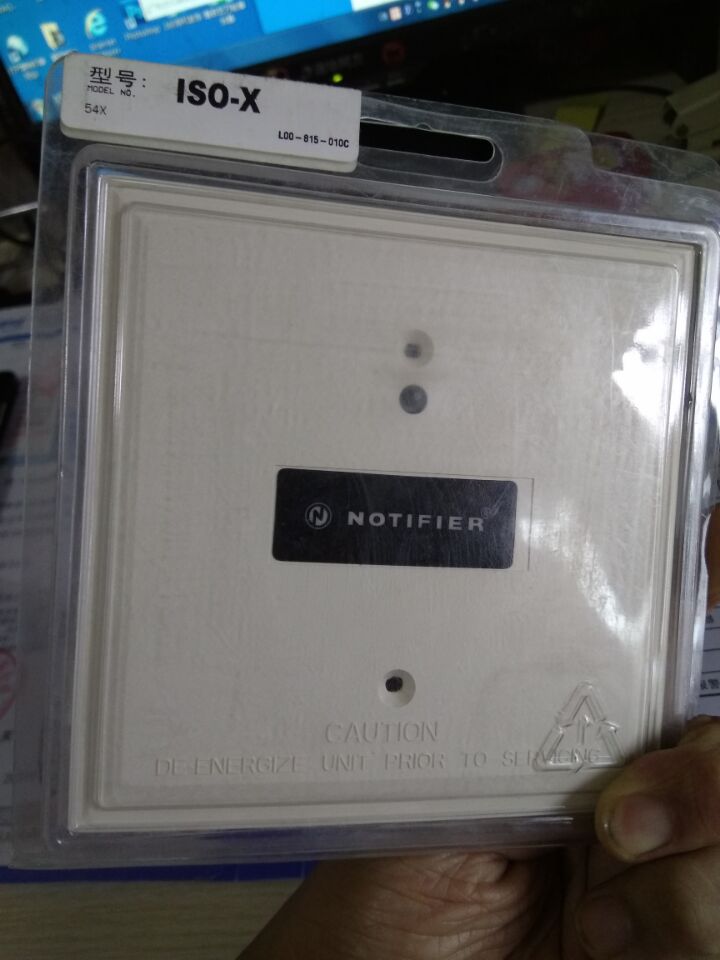 型号:
MODEL NO.
ISO-X
54X
L00-815-010C
NOTIFIER
CAUTION
DE-ENERGIZE UNIT PRIOR TO SERVICING